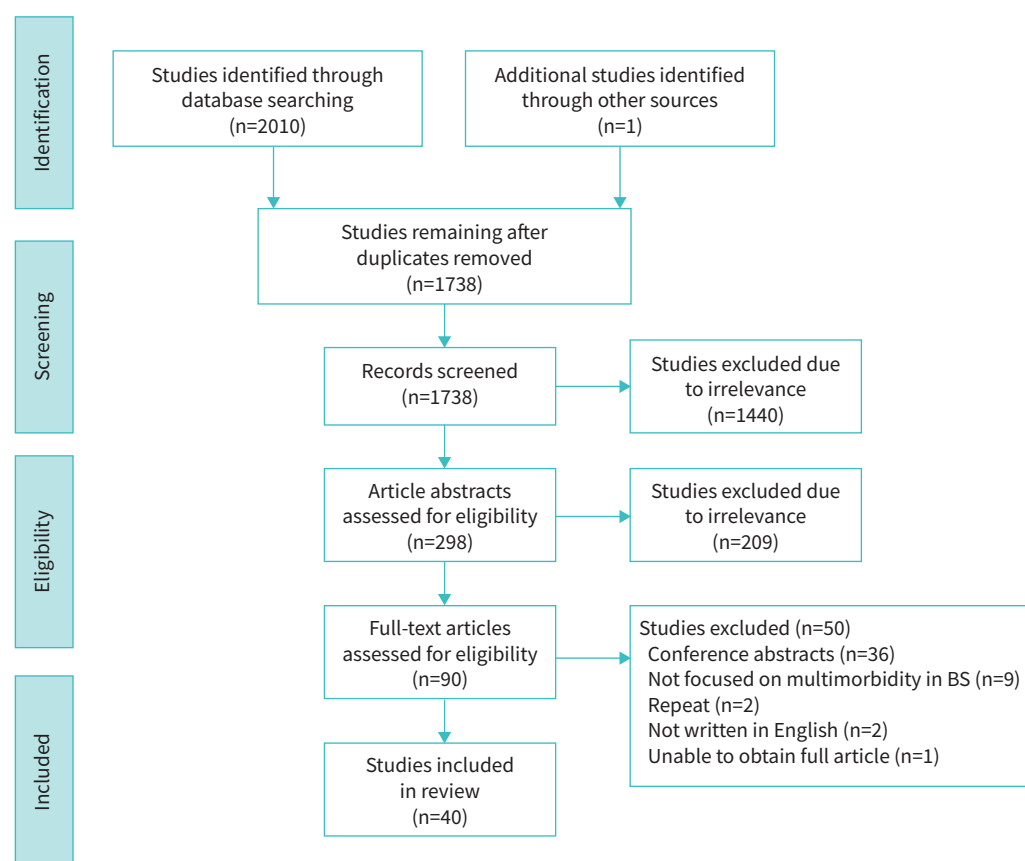 Identification
Studies identified through
database searching
(n=2010)
Additional studies identified
through other sources
(n=1)
Studies remaining after
duplicates removed
(n=1738)
Screening
Records screened
(n=1738)
Studies excluded due
to irrelevance
(n=1440)
Eligibility
Article abstracts
assessed for eligibility
(n=298)
Studies excluded due
to irrelevance
(n=209)
Full-text articles
assessed for eligibility
(n=90)
Studies excluded (n=50)
Conference abstracts (n=36)
Not focused on multimorbidity in BS (n=9)
Repeat (n=2)
Not written in English (n=2)
Unable to obtain full article (n=1)
Included
Studies included
in review
(n=40)